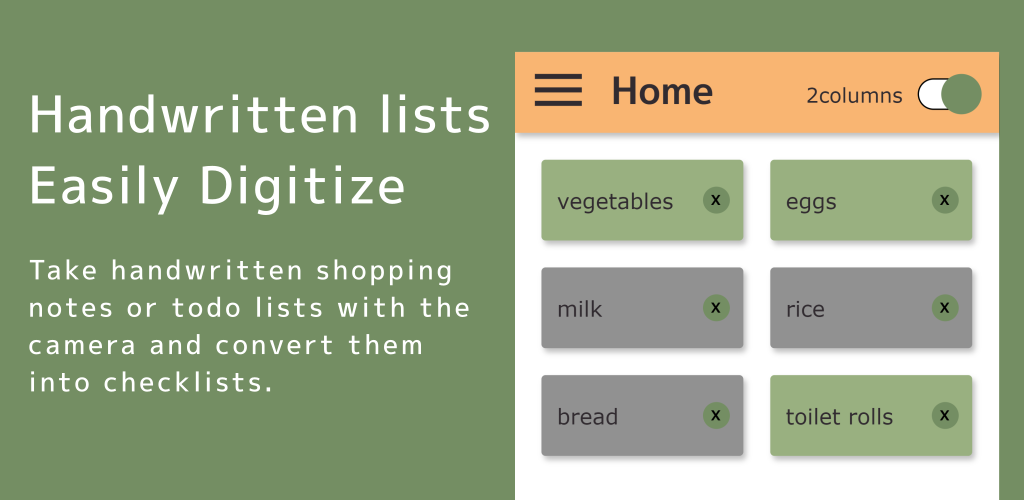 Handwritten lists
Easily Digitize
Take handwritten shopping
notes or todo lists with the
camera and convert them
into checklists.
Home
2columns
vegetables X
eggs X
milk X
rice X
bread X
toilet rolls X